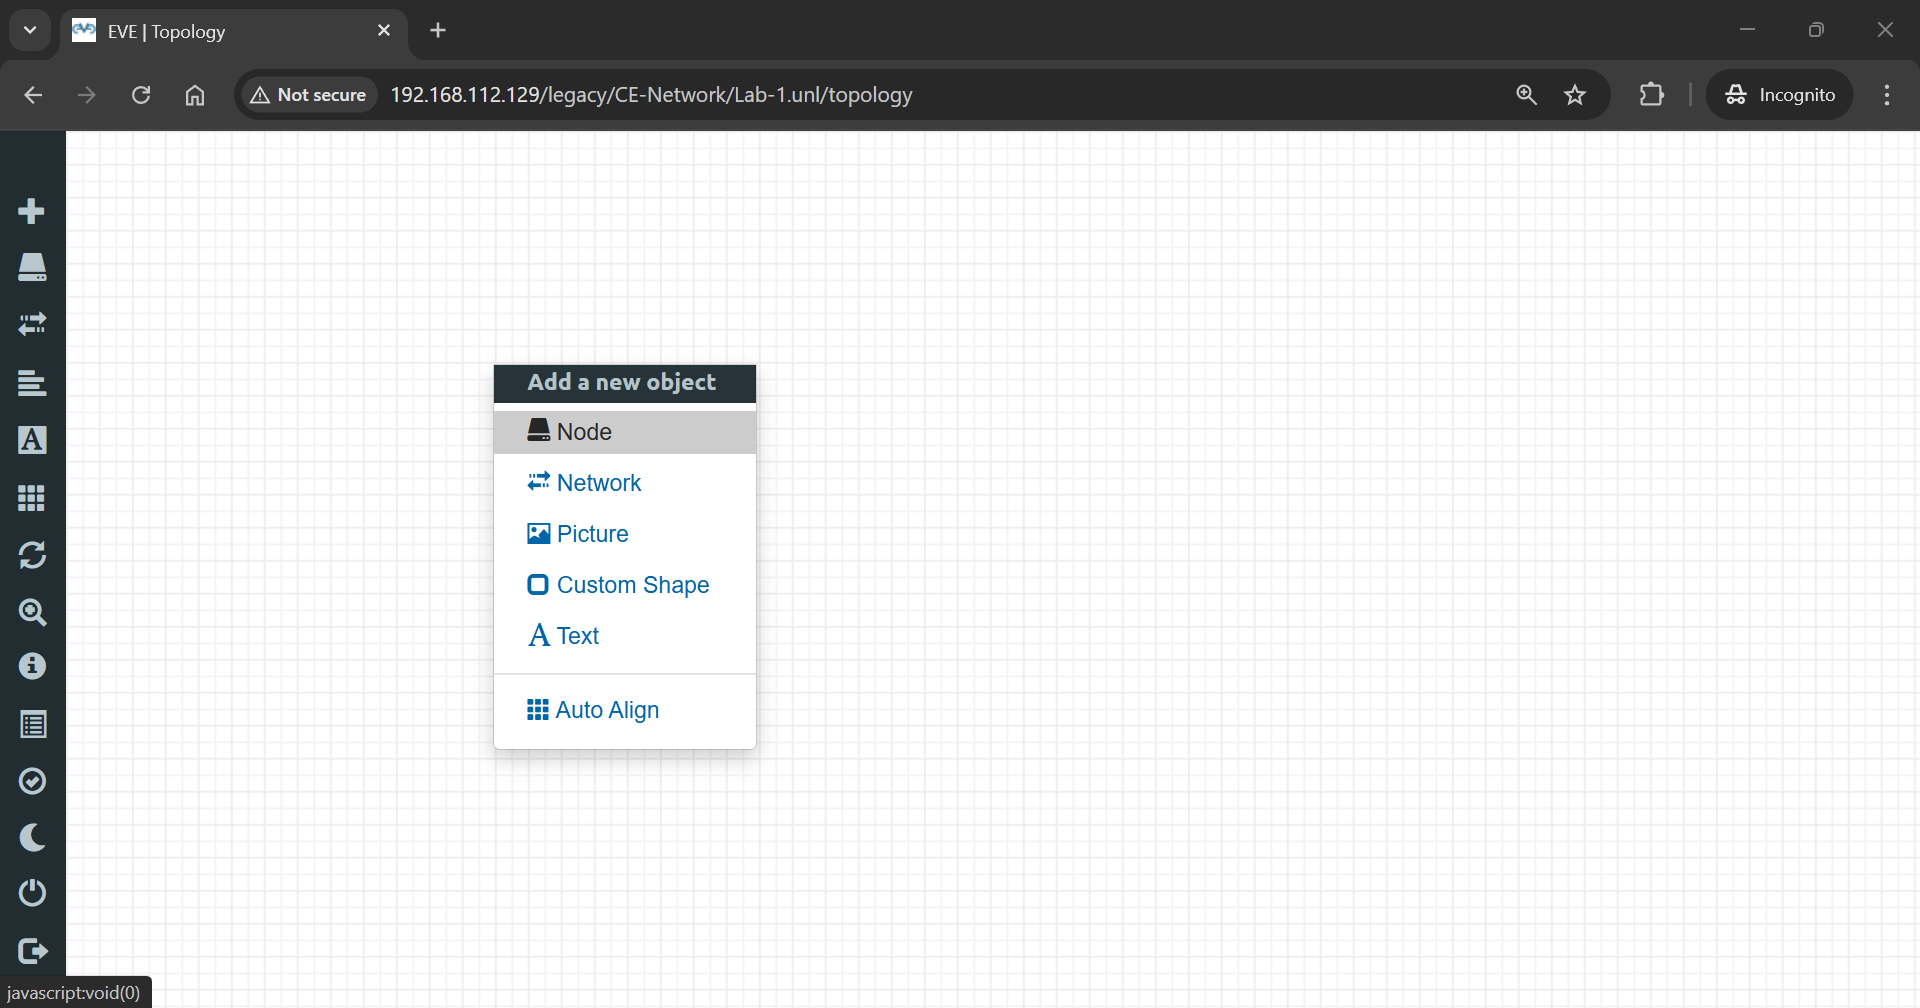 EVE | Topology
Not secure
192.168.112.129/legacy/CE-Network/Lab-1.unl/topology
Incognito
Add a new object
Node
Network
Picture
Custom Shape
A Text
Auto Align
A
javascript:void(0)